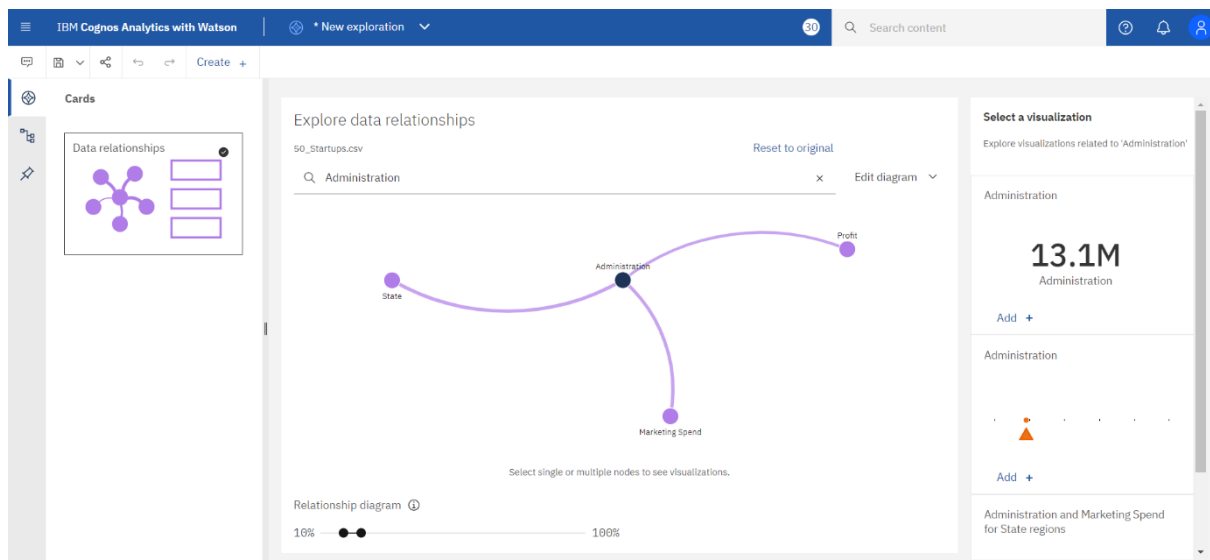 IBM Cognos Analytics with Watson
* New exploration
30
Search content
Create +
Cards
Data relationships
Explore data relationships
50_Startups.csv
Reset to original
Administration
Edit diagram
Profit
Administration
State
Marketing Spend
Select single or multiple nodes to see visualizations.
Relationship diagram
10%
100%
Select a visualization
Explore visualizations related to 'Administration'
Administration
13.1M
Administration
Add +
Administration
Add +
Administration and Marketing Spend
for State regions